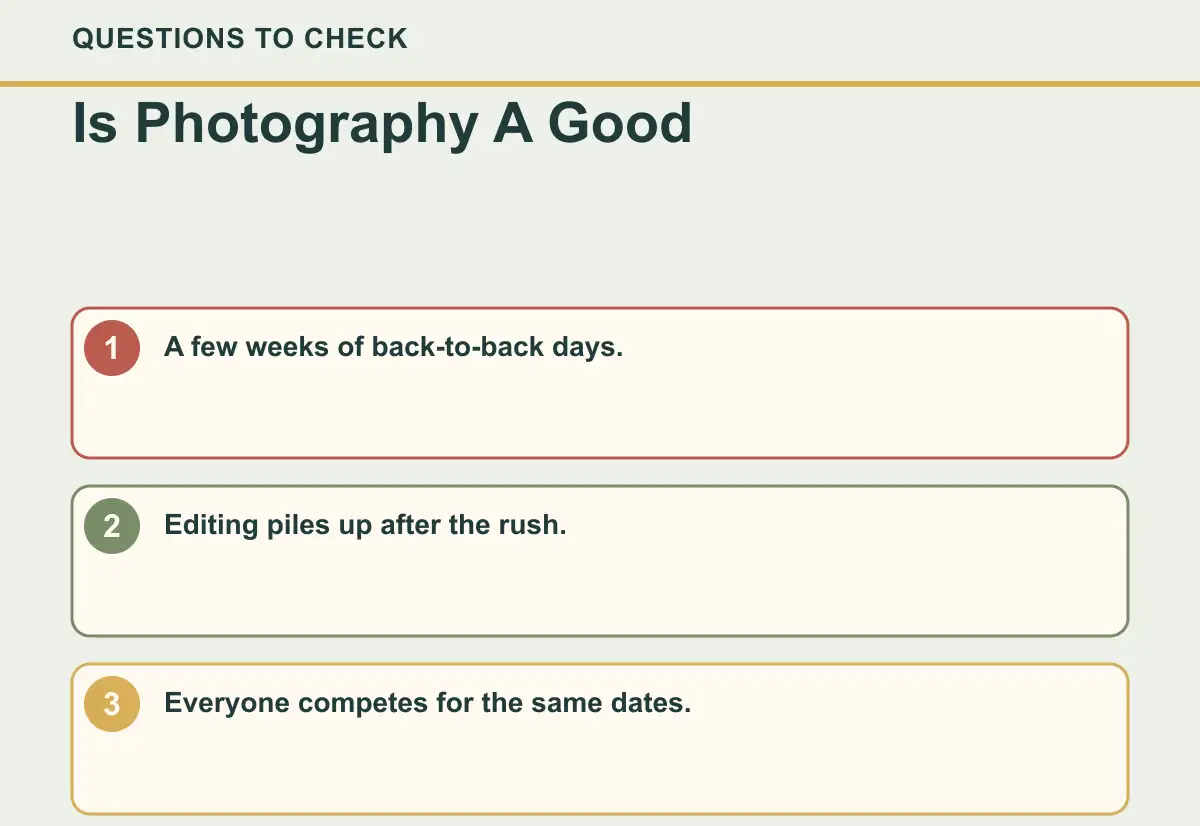 QUESTIONS TO CHECK
Is Photography A Good
1
A few weeks of back-to-back days.
2
Editing piles up after the rush.
3
Everyone competes for the same dates.